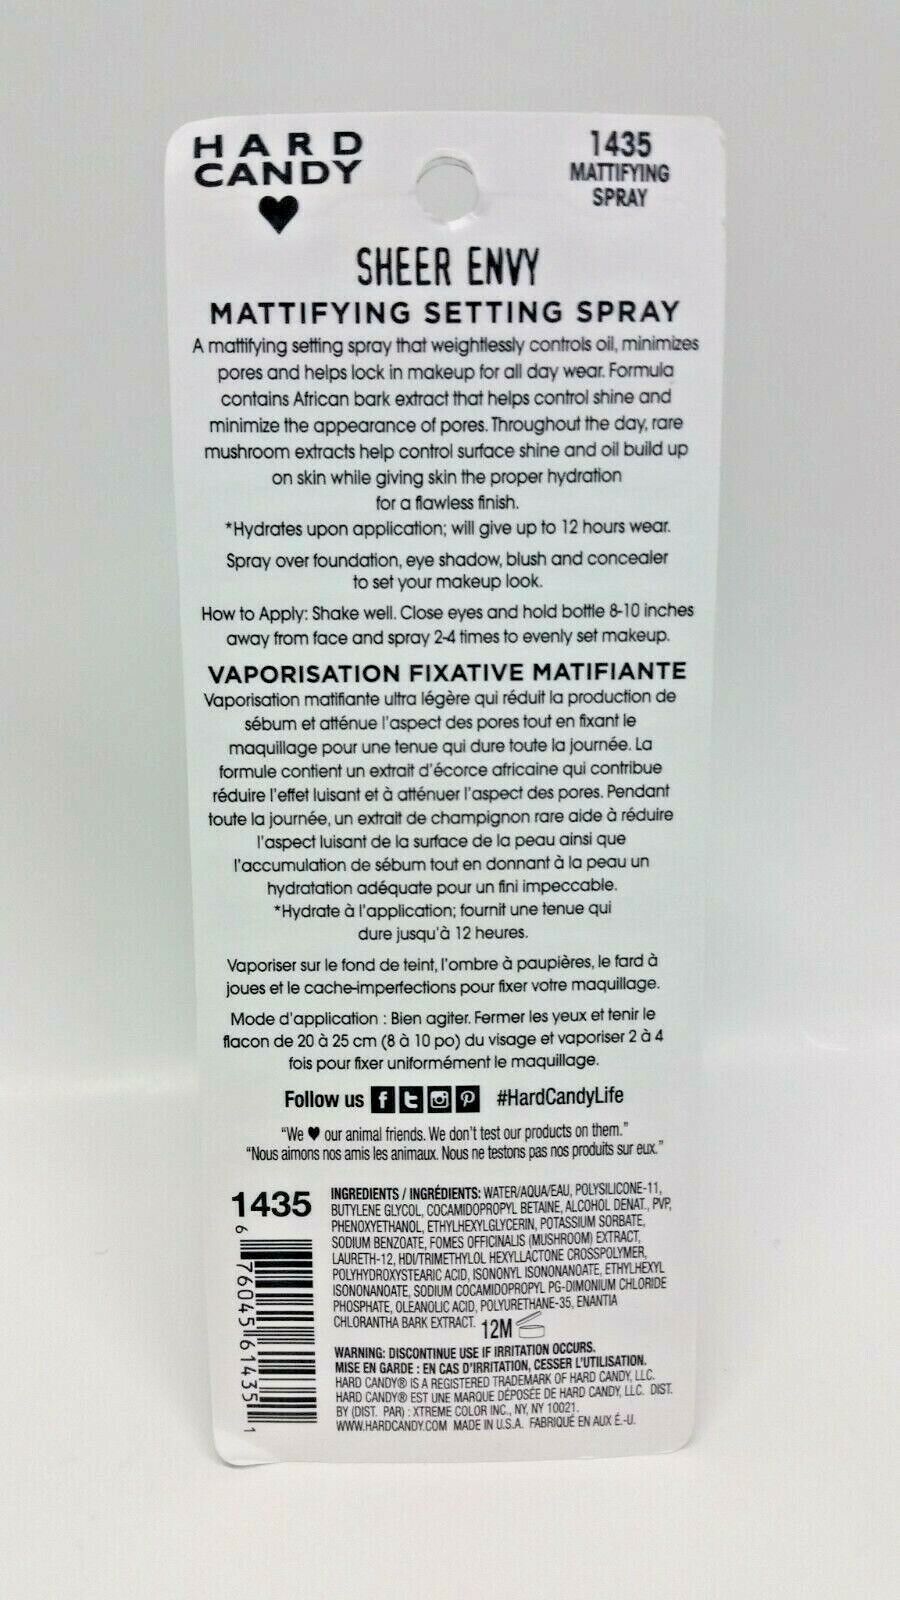 HARD
CANDY
1435
MATTIFYING
SPRAY
SHEER ENVY
MATTIFYING SETTING SPRAY
A mattifying setting spray that weightlessly controls oil, minimizes
pores and helps lock in makeup for all day wear. Formula
contains African bark extract that helps control shine and
minimize the appearance of pores. Throughout the day, rare
mushroom extracts help control surface shine and oil build up
on skin while giving skin the proper hydration
for a flawless finish.
*Hydrates upon application; will give up to 12 hours wear.
Spray over foundation, eye shadow, blush and concealer
to set your makeup look.
How to Apply: Shake well. Close eyes and hold bottle 8-10 inches
away from face and spray 2-4 times to evenly set makeup.
VAPORISATION FIXATIVE MATIFIANTE
Vaporisation matifiante ultra légère qui réduit la production de
sébum et atténue l'aspect des pores tout en fixant le
maquillage pour une tenue qui dure toute la journée. La
formule contient un extrait d'écorce africaine qui contribue
réduire l'effet luisant et à atténuer l'aspect des pores. Pendant
toute la journée, un extrait de champignon rare aide à réduire
l'aspect luisant de la surface de la peau ainsi que
l'accumulation de sébum tout en donnant à la peau un
hydratation adéquate pour un fini impeccable.
*Hydrate à l'application; fournit une tenue qui
dure jusqu'à 12 heures.
Vaporiser sur le fond de teint, l'ombre à paupières, le fard à
joues et le cache-imperfections pour fixer votre maquillage.
Mode d'application : Bien agiter. Fermer les yeux et tenir le
flacon de 20 à 25 cm (8 à 10 po) du visage et vaporiser 2 à 4
fois pour fixer uniformément le maquillage.
Follow us #HardCandyLife
"We ♥ our animal friends. We don't test our products on them."
"Nous aimons nos amis les animaux. Nous ne testons pas nos produits sur eux."
1435
6 76045 61435 1
INGREDIENTS / INGRÉDIENTS: WATER/AQUA/EAU, POLYSILICONE-11,
BUTYLENE GLYCOL, COCAMIDOPROPYL BETAINE, ALCOHOL DENAT., PVP,
PHENOXYETHANOL, ETHYLHEXYLGLYCERIN, POTASSIUM SORBATE,
SODIUM BENZOATE, FOMES OFFICINALIS (MUSHROOM) EXTRACT,
LAURETH-12, HDI/TRIMETHYLOL HEXYLLACTONE CROSSPOLYMER,
POLYHYDROXYSTEARIC ACID, ISONONYL ISONONANOATE, ETHYLHEXYL
ISONONANOATE, SODIUM COCAMIDOPROPYL PG-DIMONIUM CHLORIDE
PHOSPHATE, OLEANOLIC ACID, POLYURETHANE-35, ENANTIA
CHLORANTHA BARK EXTRACT. 12M
WARNING: DISCONTINUE USE IF IRRITATION OCCURS.
MISE EN GARDE : EN CAS D'IRRITATION, CESSER L'UTILISATION.
HARD CANDY® IS A REGISTERED TRADEMARK OF HARD CANDY, LLC.
HARD CANDY® EST UNE MARQUE DÉPOSÉE DE HARD CANDY, LLC. DIST.
BY (DIST. PAR) : XTREME COLOR INC., NY, NY 10021.
WWW.HARDCANDY.COM MADE IN U.S.A. FABRIQUÉ EN AUX É.-U.